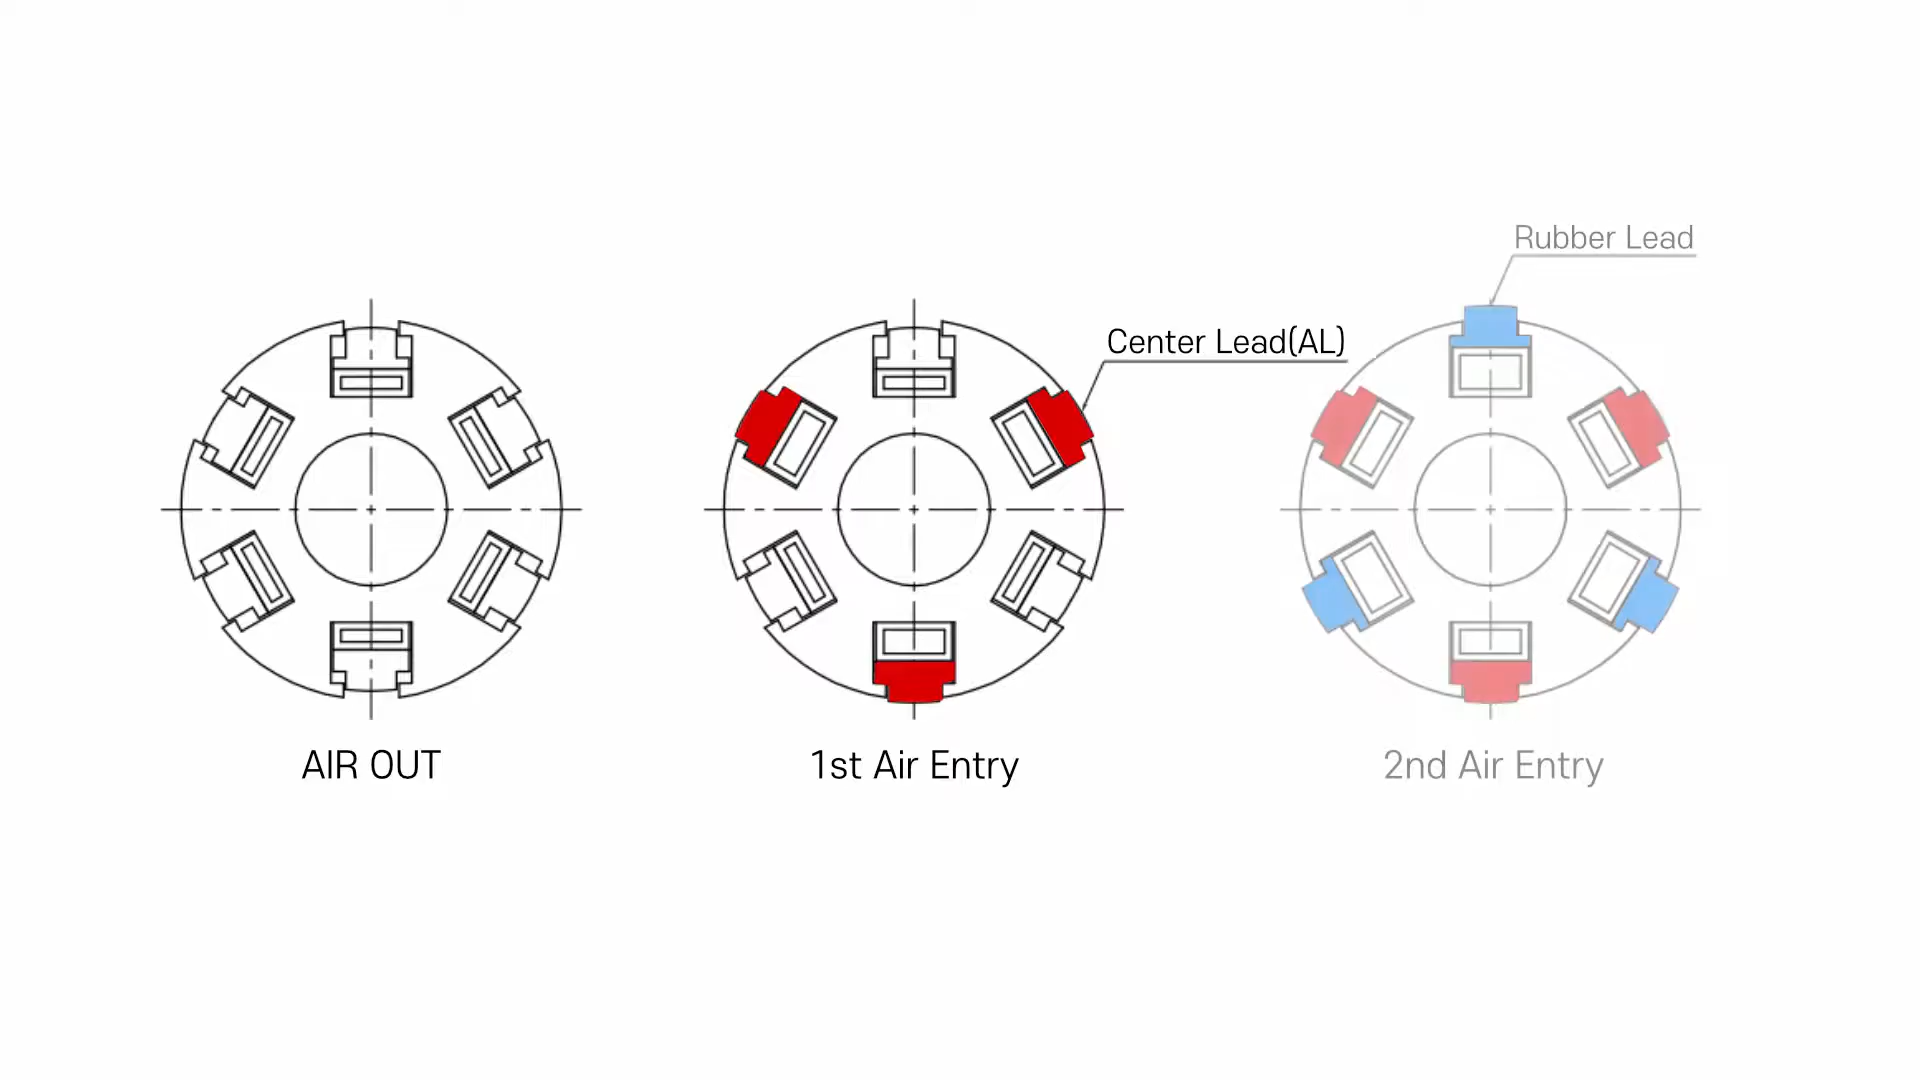 Rubber Lead
Center Lead(AL)
AIR OUT
1st Air Entry
2nd Air Entry